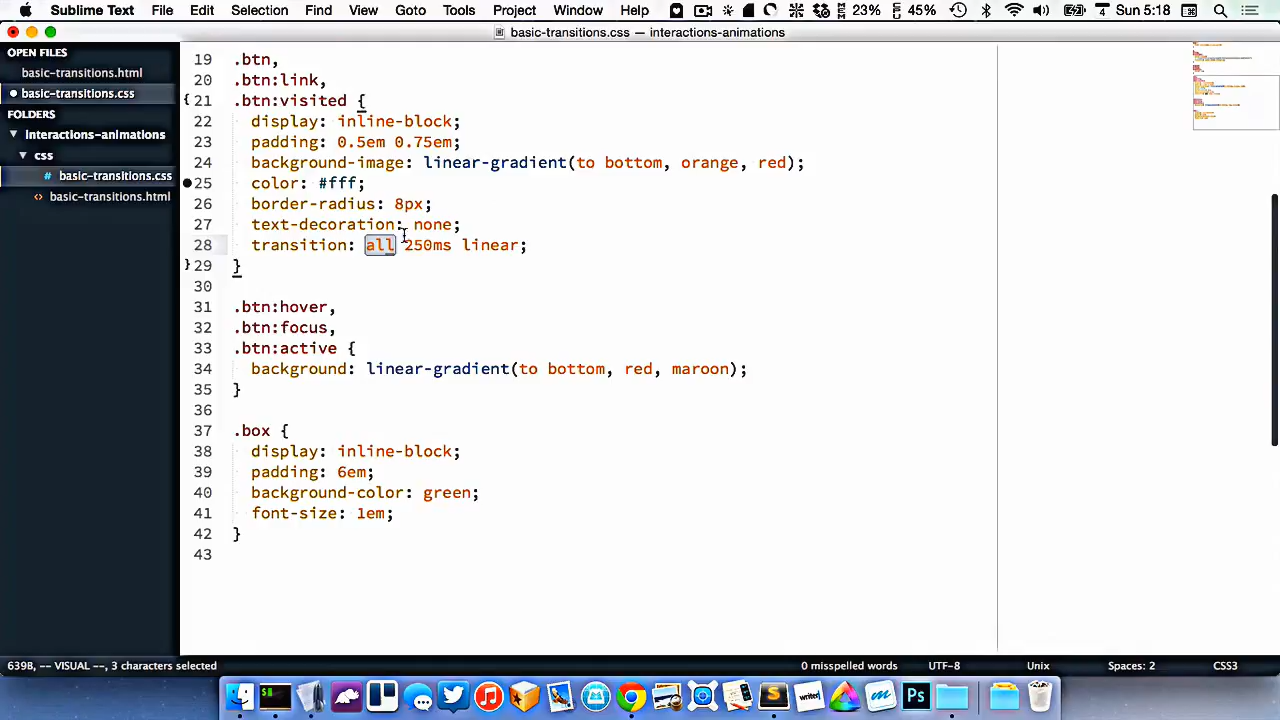 Sublime Text File Edit Selection Find View Goto Tools Project Window Help 23% 45% 4 Sun 5:18
basic-transitions.css — interactions-animations
OPEN FILES
basic-transitions.html
basic-transitions.css
FOLDERS
interactions-animations
css
basic-transitions.css
basic-transitions.html
19 .btn,
20 .btn:link,
21 .btn:visited {
22 display: inline-block;
23 padding: 0.5em 0.75em;
24 background-image: linear-gradient(to bottom, orange, red);
25 color: #fff;
26 border-radius: 8px;
27 text-decoration: none;
28 transition: all 250ms linear;
29 }
30
31 .btn:hover,
32 .btn:focus,
33 .btn:active {
34 background: linear-gradient(to bottom, red, maroon);
35 }
36
37 .box {
38 display: inline-block;
39 padding: 6em;
40 background-color: green;
41 font-size: 1em;
42 }
43
639B, -- VISUAL --, 3 characters selected 0 misspelled words UTF-8 Unix Spaces: 2 CSS3
writer
Ps